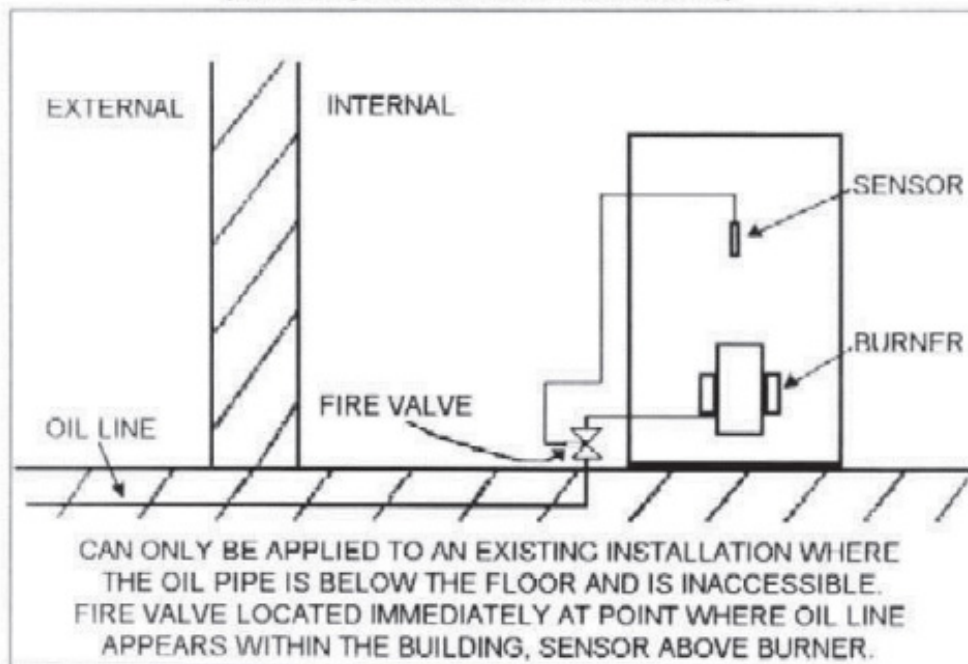 EXTERNAL
INTERNAL
SENSOR
BURNER
FIRE VALVE
OIL LINE
CAN ONLY BE APPLIED TO AN EXISTING INSTALLATION WHERE
THE OIL PIPE IS BELOW THE FLOOR AND IS INACCESSIBLE.
FIRE VALVE LOCATED IMMEDIATELY AT POINT WHERE OIL LINE
APPEARS WITHIN THE BUILDING, SENSOR ABOVE BURNER.